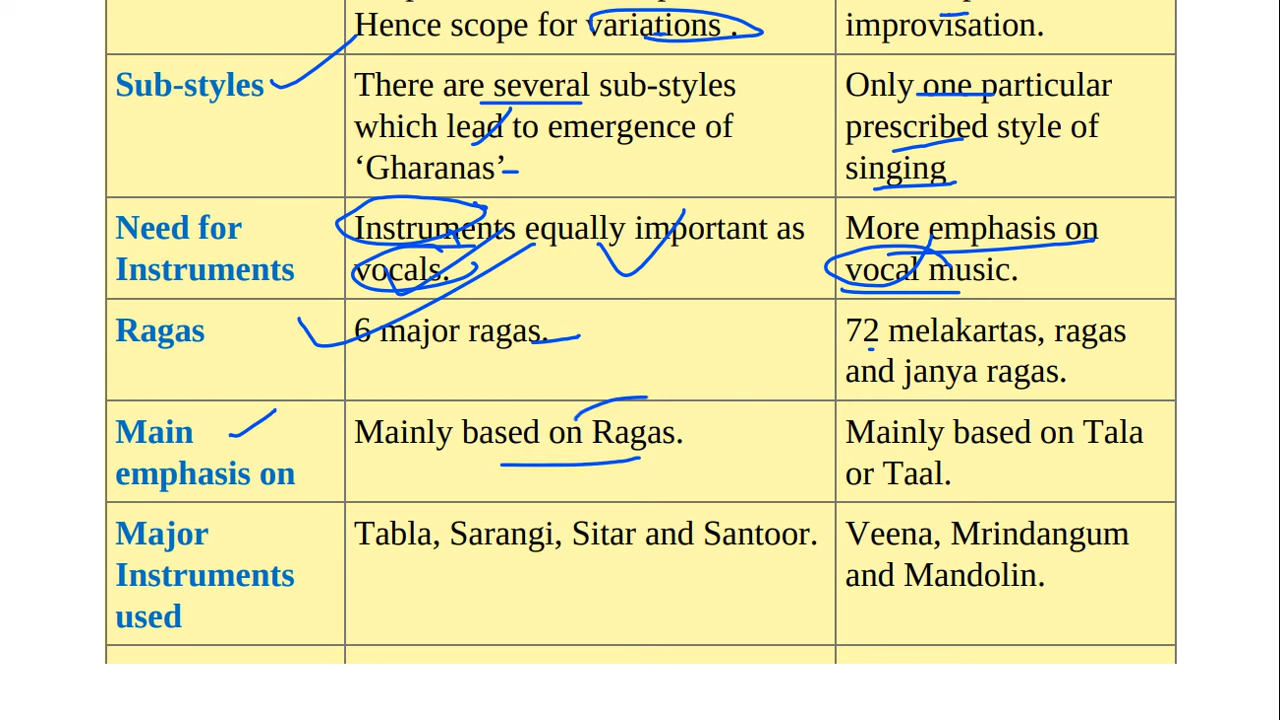 Hence scope for variations .
improvisation.
Sub-styles
There are several sub-styles
which lead to emergence of
‘Gharanas’
Only one particular
prescribed style of
singing
Need for
Instruments
Instruments equally important as
vocals.
More emphasis on
vocal music.
Ragas
6 major ragas.
72 melakartas, ragas
and janya ragas.
Main
emphasis on
Mainly based on Ragas.
Mainly based on Tala
or Taal.
Major
Instruments
used
Tabla, Sarangi, Sitar and Santoor.
Veena, Mrindangum
and Mandolin.